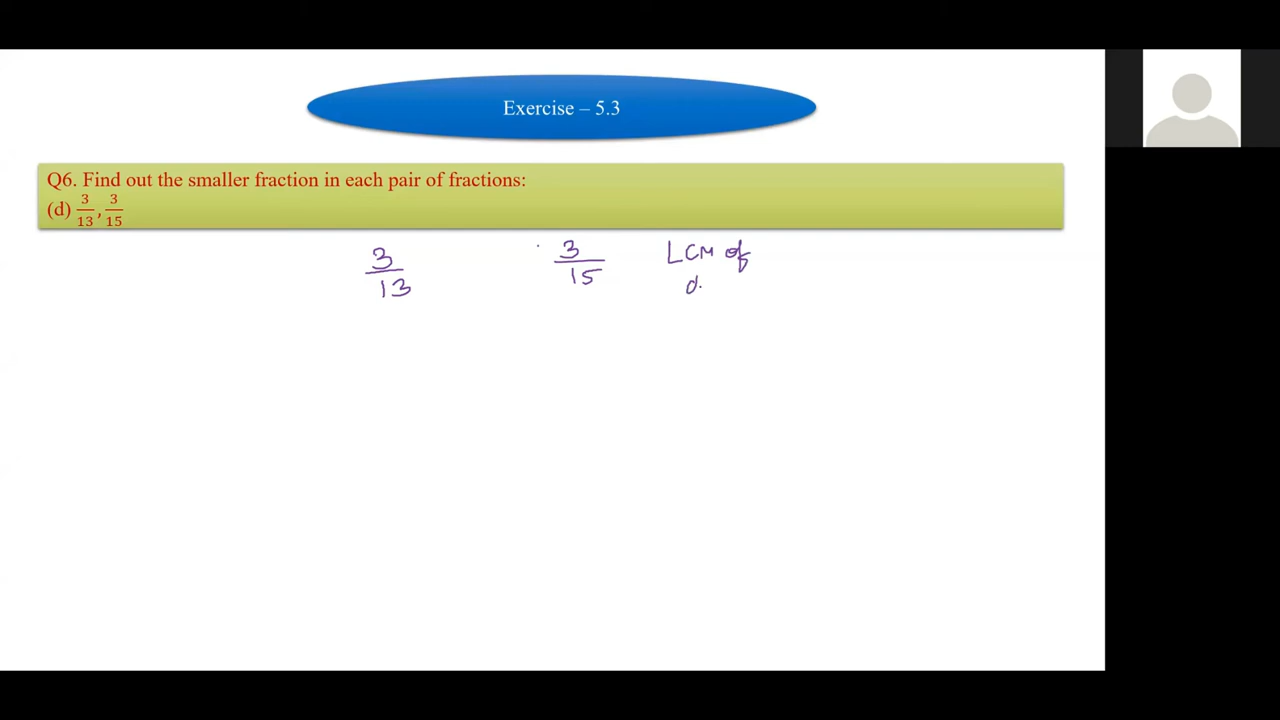 Exercise – 5.3
Q6. Find out the smaller fraction in each pair of fractions:
(d) 3/13, 3/15
3/13 3/15 LCM of
d.